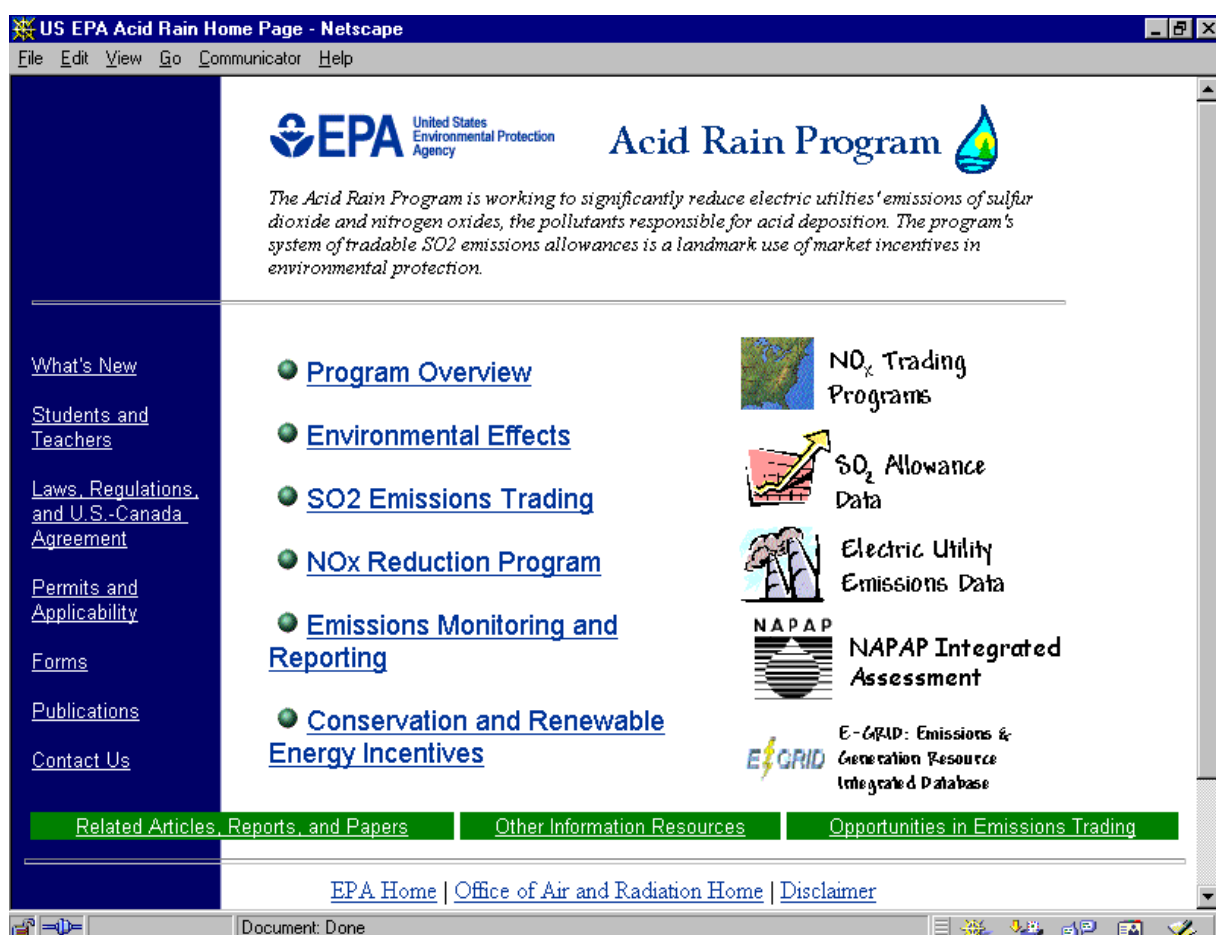 US EPA Acid Rain Home Page - Netscape
File Edit View Go Communicator Help
EPA United States
Environmental Protection
Agency
Acid Rain Program
The Acid Rain Program is working to significantly reduce electric utilties' emissions of sulfur
dioxide and nitrogen oxides, the pollutants responsible for acid deposition. The program's
system of tradable SO2 emissions allowances is a landmark use of market incentives in
environmental protection.
What's New
Students and
Teachers
Laws, Regulations,
and U.S.-Canada
Agreement
Permits and
Applicability
Forms
Publications
Contact Us
Program Overview
Environmental Effects
SO2 Emissions Trading
NOx Reduction Program
Emissions Monitoring and
Reporting
Conservation and Renewable
Energy Incentives
NOx Trading
Programs
SO2 Allowance
Data
Electric Utility
Emissions Data
NAPAP
NAPAP Integrated
Assessment
E GRID
E-GRID: Emissions &
Generation Resource
Integrated Database
Related Articles, Reports, and Papers
Other Information Resources
Opportunities in Emissions Trading
EPA Home | Office of Air and Radiation Home | Disclaimer
Document: Done